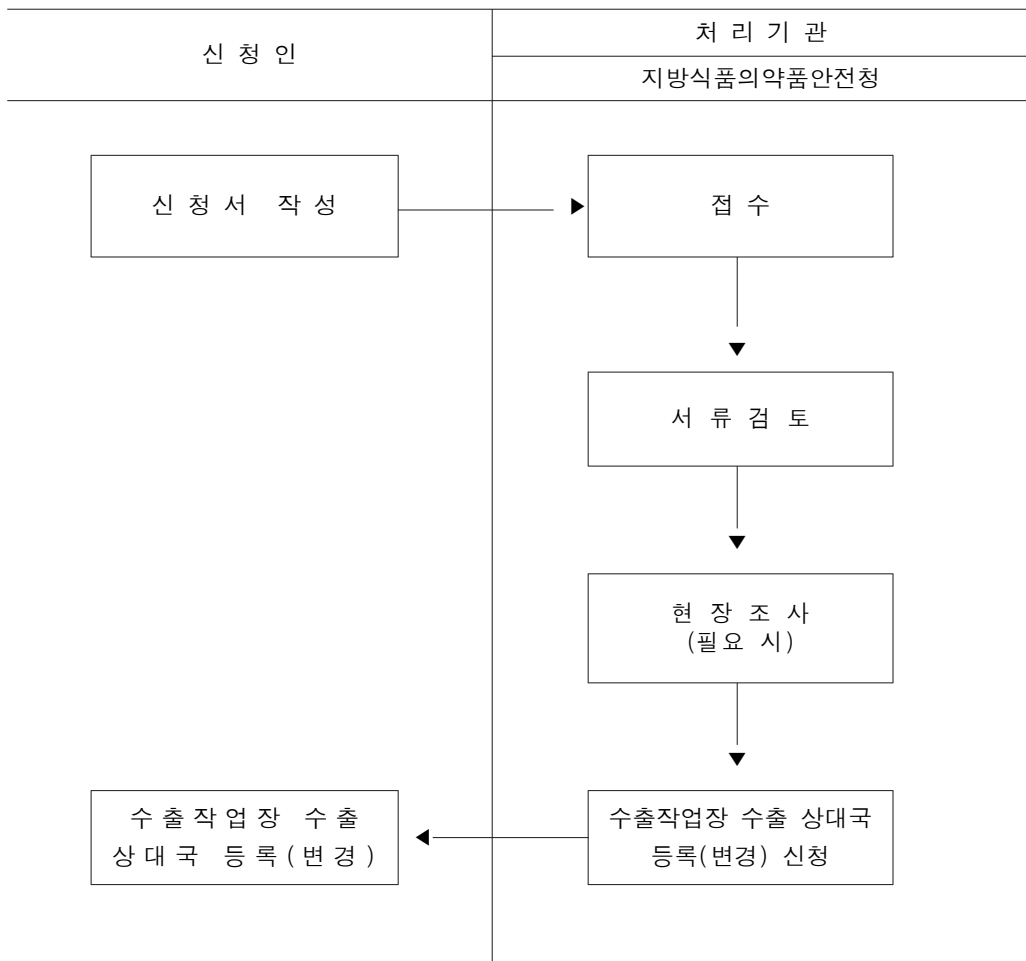 신 청 인
처 리 기 관
지방식품의약품안전청
신 청 서 작 성
접 수
서 류 검 토
현 장 조 사
(필요 시)
수 출 작 업 장 수 출
상 대 국 등 록 ( 변 경 )
수출작업장 수출 상대국
등록(변경) 신청